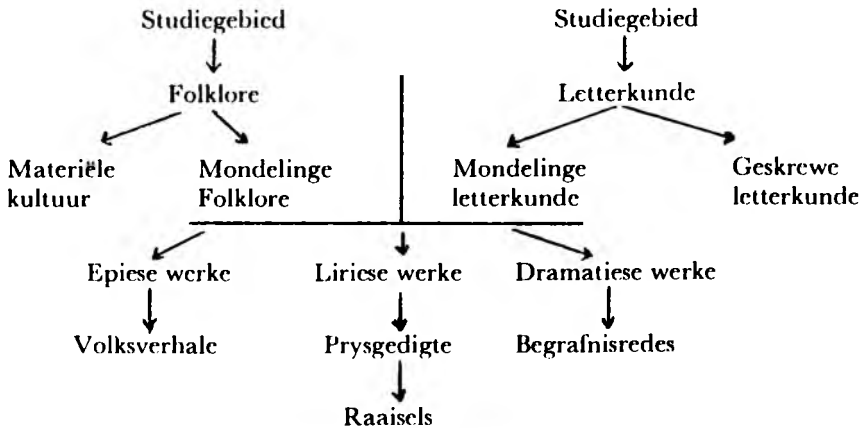 Studiegebied
Studiegebied
Folklore
Letterkunde
Materiële
kultuur
Mondelinge
Folklore
Mondelinge
letterkunde
Geskrewe
letterkunde
Epiese werke
Liriese werke
Dramatiese werke
Volksverhale
Prysgedigte
Begrafnisredes
Raaisels